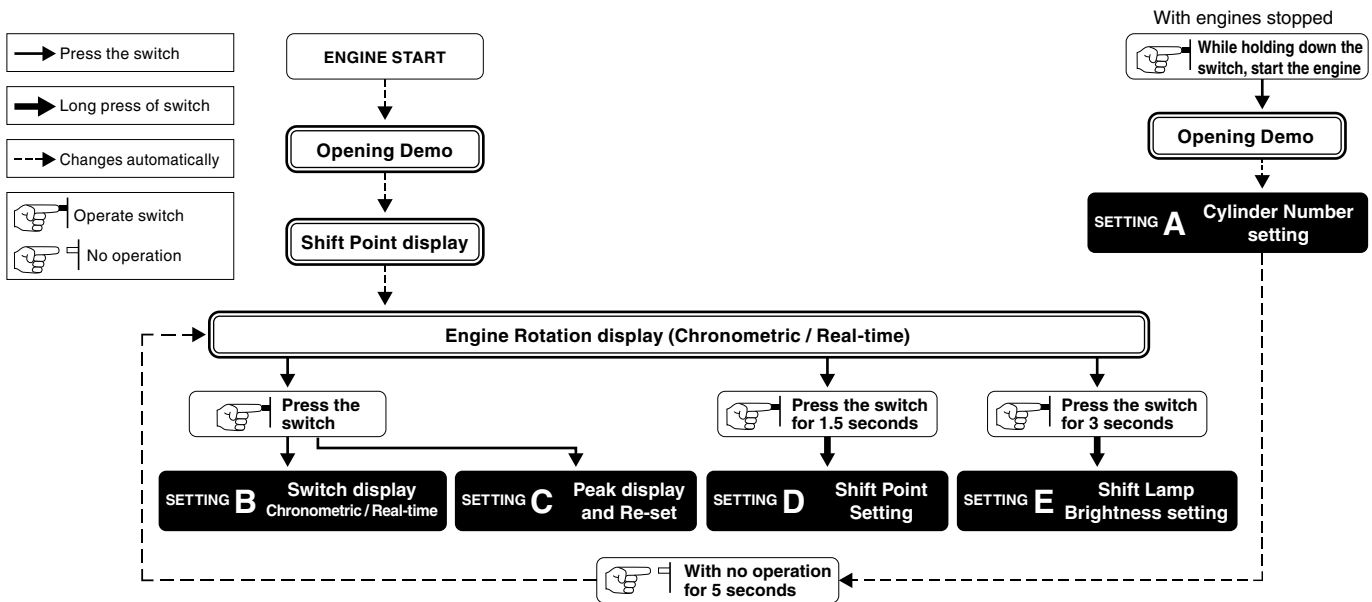 With engines stopped
While holding down the
switch, start the engine
Press the switch
ENGINE START
Long press of switch
Opening Demo
Opening Demo
Changes automatically
SETTING A Cylinder Number
setting
Operate switch
No operation
Shift Point display
Engine Rotation display (Chronometric / Real-time)
Press the
switch
Press the switch
for 1.5 seconds
Press the switch
for 3 seconds
SETTING B Switch display
Chronometric / Real-time
SETTING C Peak display
and Re-set
SETTING D Shift Point
Setting
SETTING E Shift Lamp
Brightness setting
With no operation
for 5 seconds